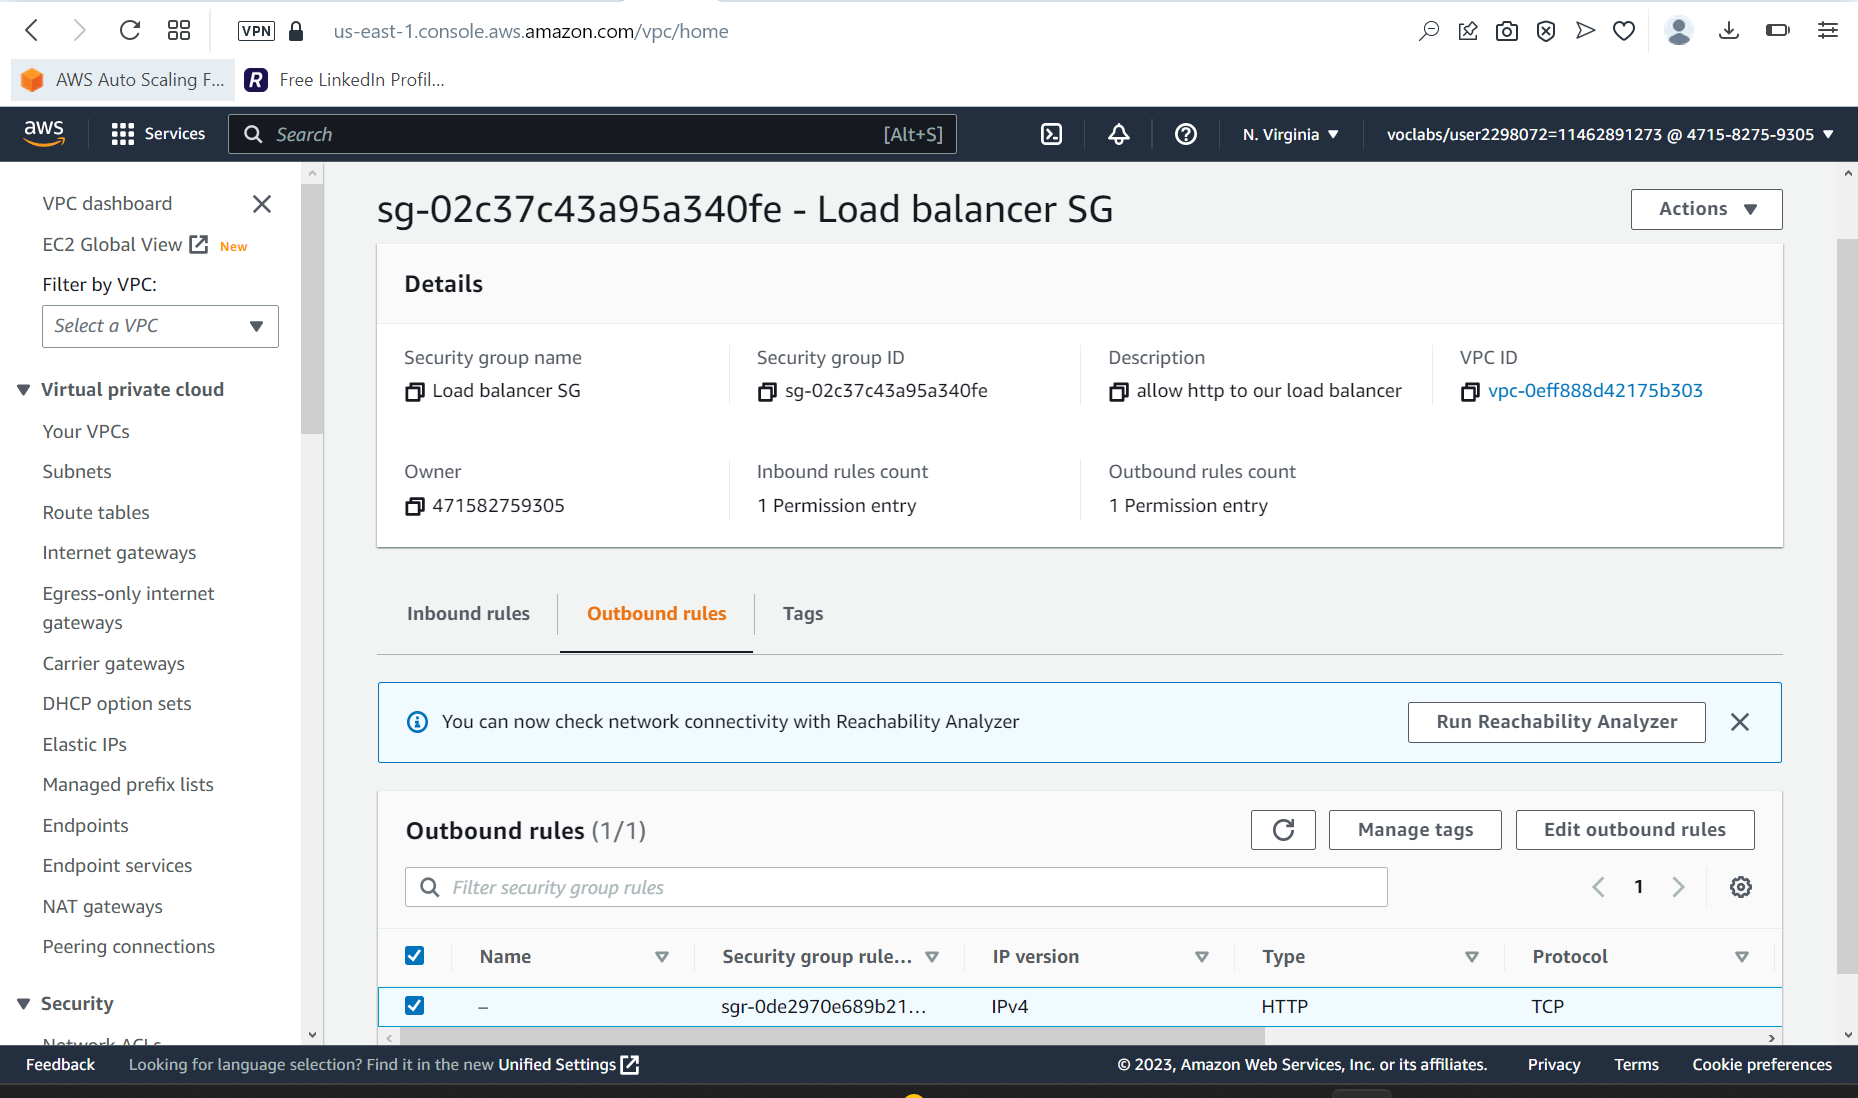 VPN us-east-1.console.aws.amazon.com/vpc/home
AWS Auto Scaling F... R Free LinkedIn Profil...
aws Services Search [Alt+S] N. Virginia voclabs/user2298072=11462891273 @ 4715-8275-9305
VPC dashboard
EC2 Global View New
Filter by VPC:
Select a VPC
Virtual private cloud
Your VPCs
Subnets
Route tables
Internet gateways
Egress-only internet
gateways
Carrier gateways
DHCP option sets
Elastic IPs
Managed prefix lists
Endpoints
Endpoint services
NAT gateways
Peering connections
Security
Network ACLs
sg-02c37c43a95a340fe - Load balancer SG
Actions
Details
Security group name
Load balancer SG
Security group ID
sg-02c37c43a95a340fe
Description
allow http to our load balancer
VPC ID
vpc-0eff888d42175b303
Owner
471582759305
Inbound rules count
1 Permission entry
Outbound rules count
1 Permission entry
Inbound rules Outbound rules Tags
You can now check network connectivity with Reachability Analyzer
Run Reachability Analyzer
Outbound rules (1/1)
Manage tags
Edit outbound rules
Filter security group rules
1
Name Security group rule... IP version Type Protocol
– sgr-0de2970e689b21... IPv4 HTTP TCP
Feedback Looking for language selection? Find it in the new Unified Settings © 2023, Amazon Web Services, Inc. or its affiliates. Privacy Terms Cookie preferences